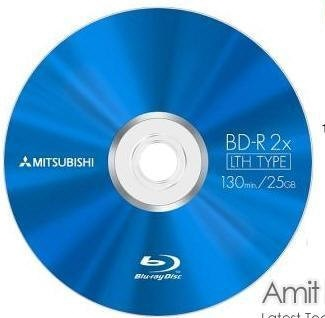 BD-R 2x
LTH TYPE
MITSUBISHI
130min./25GB
Blu-ray Disc
Amit